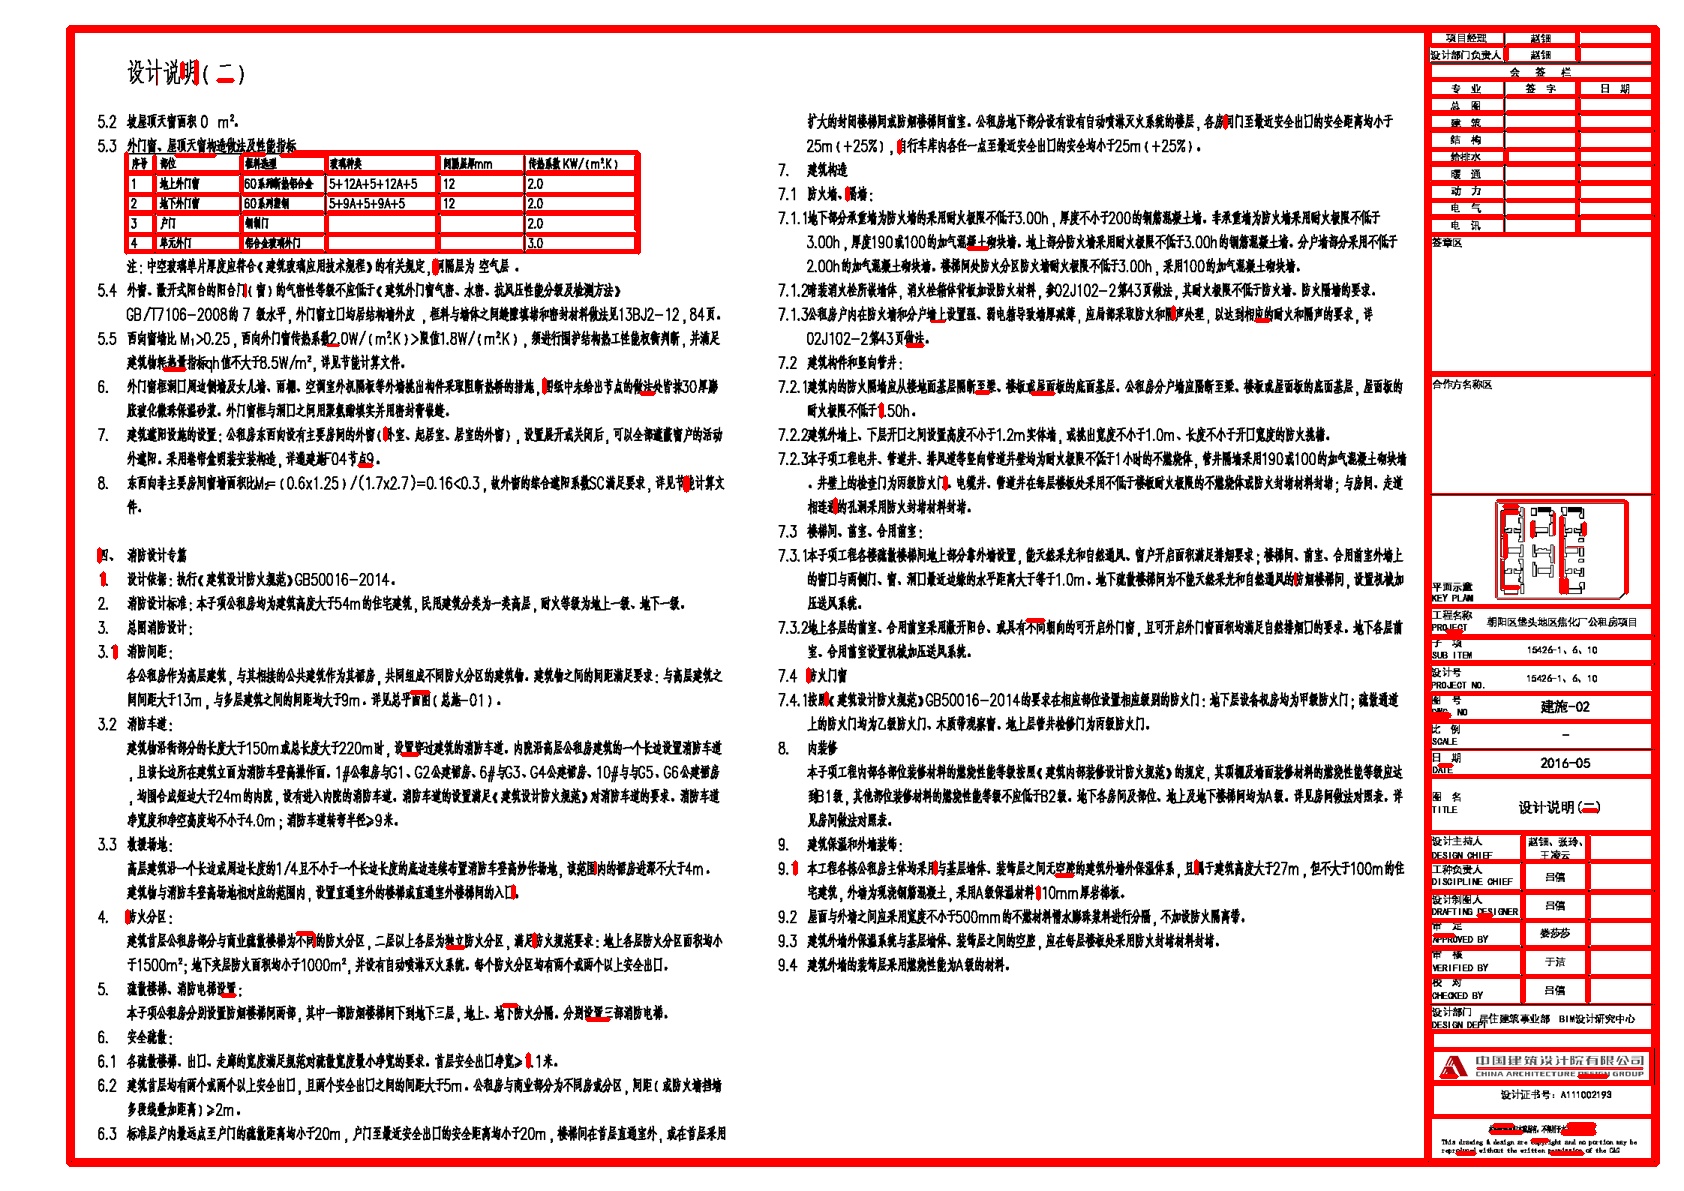 设计说明(二)
5.2 坡屋顶天窗面积 0 m²。
5.3 外门窗、屋顶天窗构造做法及性能指标
序号 部位 框料选型 玻璃种类 间隔层厚mm 传热系数 KW/(m².K)
1 地上外门窗 60系列断热铝合金 5+12A+5+12A+5 12 2.0
2 地下外门窗 60系列塑钢 5+9A+5+9A+5 12 2.0
3 户门 钢制门 2.0
4 单元外门 铝合金玻璃外门 3.0
注: 中空玻璃单片厚度应符合《建筑玻璃应用技术规程》的有关规定, 间隔层为 空气层 。
5.4 外窗、敞开式阳台的阳台门(窗)的气密性等级不应低于《建筑外门窗气密、水密、抗风压性能分级及检测方法》
GB/T7106-2008的 7 级水平, 外门窗立口均居结构墙外皮 , 框料与墙体之间缝隙填堵和密封材料做法见13BJ2-12, 84页。
5.5 西向窗墙比 M₁>0.25, 西向外门窗传热系数2.0W/(m².K)>限值1.8W/(m².K), 须进行围护结构热工性能权衡判断, 并满足
建筑物耗热量指标qh值不大于8.5W/m², 详见节能计算文件。
6. 外门窗框洞口周边侧墙及女儿墙、雨棚、空调室外机隔板等外墙挑出构件采取阻断热桥的措施, 图纸中未给出节点的做法处皆抹30厚膨
胀玻化微珠保温砂浆。外门窗框与洞口之间用聚氨酯填实并用密封膏嵌缝。
7. 建筑遮阳设施的设置: 公租房东西向设有主要房间的外窗(卧室、起居室、居室的外窗), 设置展开或关闭后, 可以全部遮蔽窗户的活动
外遮阳。采用卷帘盒明装安装构造, 详通建施F04节点9。
8. 东西向非主要房间窗墙面积比M₂=(0.6x1.25)/(1.7x2.7)=0.16<0.3, 故外窗的综合遮阳系数SC满足要求, 详见节能计算文
件。
四、 消防设计专篇
1. 设计依据: 执行《建筑设计防火规范》GB50016-2014。
2. 消防设计标准: 本子项公租房均为建筑高度大于54m的住宅建筑, 民用建筑分类为一类高层, 耐火等级为地上一级、地下一级。
3. 总图消防设计:
3.1 消防间距:
各公租房作为高层建筑, 与其相接的公共建筑作为其裙房, 共同组成不同防火分区的建筑物。建筑物之间的间距满足要求: 与高层建筑之
间间距大于13m, 与多层建筑之间的间距均大于9m。详见总平面图(总施-01)。
3.2 消防车道:
建筑物沿街部分的长度大于150m或总长度大于220m时, 设置穿过建筑的消防车道。内院沿高层公租房建筑的一个长边设置消防车道
, 且该长边所在建筑立面为消防车登高操作面。1#公租房与G1、G2公建裙房、6#与G3、G4公建裙房、10#与与G5、G6公建裙房
, 均围合成短边大于24m的内院, 设有进入内院的消防车道。消防车道的设置满足《建筑设计防火规范》对消防车道的要求。消防车道
净宽度和净空高度均不小于4.0m; 消防车道转弯半径≥9米。
3.3 救援场地:
高层建筑沿一个长边或周边长度的1/4且不小于一个长边长度的底边连续布置消防车登高妙作场地, 该范围内的裙房进深不大于4m。
建筑物与消防车登高场地相对应的范围内, 设置直通室外的楼梯或直通室外楼梯间的入口。
4. 防火分区:
建筑首层公租房部分与商业疏散楼梯为不同的防火分区, 二层以上各层为独立防火分区, 满足防火规范要求: 地上各层防火分区面积均小
于1500m²; 地下夹层防火面积均小于1000m², 并设有自动喷淋灭火系统。每个防火分区均有两个或两个以上安全出口。
5. 疏散楼梯、消防电梯设置:
本子项公租房分别设置防烟楼梯间两部, 其中一部防烟楼梯间下到地下三层, 地上、地下防火分隔。分别设置三部消防电梯。
6. 安全疏散:
6.1 各疏散楼梯、出口、走廊的宽度满足规范对疏散宽度最小净宽的要求。首层安全出口净宽≥1.1米。
6.2 建筑首层均有两个或两个以上安全出口, 且两个安全出口之间的间距大于5m。公租房与商业部分为不同房或分区, 间距(或防火墙挡墙
多段线叠加距离)≥2m。
6.3 标准层户内最远点至户门的疏散距离均小于20m, 户门至最近安全出口的安全距离均小于20m, 楼梯间在首层直通室外, 或在首层采用
扩大的封闭楼梯间或防烟楼梯间前室。公租房地下部分设有设有自动喷淋灭火系统的楼层, 各房间门至最近安全出口的安全距离均小于
25m(+25%), 自行车库内各任一点至最近安全出口的安全均小于25m(+25%)。
7. 建筑构造
7.1 防火墙、隔墙:
7.1.1地下部分承重墙为防火墙的采用耐火极限不低于3.00h, 厚度不小于200的钢筋混凝土墙。非承重墙为防火墙采用耐火极限不低于
3.00h, 厚度190或100的加气混凝土砌块墙。地上部分防火墙采用耐火极限不低于3.00h的钢筋混凝土墙。分户墙部分采用不低于
2.00h的加气混凝土砌块墙。楼梯间处防火分区防火墙耐火极限不低于3.00h, 采用100的加气混凝土砌块墙。
7.1.2暗装消火栓所嵌墙体, 消火栓箱体背板加设防火材料, 参02J102-2第43页做法, 其耐火极限不低于防火墙、防火隔墙的要求。
7.1.3公租房户内在防火墙和分户墙上设置强、弱电箱导致墙厚减薄, 应局部采取防火和隔声处理, 以达到相应的耐火和隔声的要求, 详
02J102-2第43页做法。
7.2 建筑构件和竖向管井:
7.2.1建筑内的防火隔墙应从楼地面基层隔断至梁、楼板或屋面板的底面基层。公租房分户墙应隔断至梁、楼板或屋面板的底面基层, 屋面板的
耐火极限不低于1.50h。
7.2.2建筑外墙上、下层开口之间设置高度不小于1.2m实体墙, 或挑出宽度不小于1.0m、长度不小于开口宽度的防火挑檐。
7.2.3本子项工程电井、管道井、排风道等竖向管道井壁均为耐火极限不低于1小时的不燃烧体, 管井隔墙采用190或100的加气混凝土砌块墙
。井壁上的检查门为丙级防火门。电缆井、管道井在每层楼板处采用不低于楼板耐火极限的不燃烧体或防火封堵材料封堵; 与房间、走道
相连通的孔洞采用防火封堵材料封堵。
7.3 楼梯间、前室、合用前室:
7.3.1本子项工程各楼疏散楼梯间地上部分靠外墙设置, 能天然采光和自然通风、窗户开启面积满足排烟要求; 楼梯间、前室、合用前室外墙上
的窗口与两侧门、窗、洞口最近边缘的水平距离大于等于1.0m。地下疏散楼梯间为不能天然采光和自然通风的防烟楼梯间, 设置机械加
压送风系统。
7.3.2地上各层的前室、合用前室采用敞开阳台、或具有不同朝向的可开启外门窗, 且可开启外门窗面积均满足自然排烟口的要求。地下各层前
室、合用前室设置机械加压送风系统。
7.4 防火门窗
7.4.1按照《建筑设计防火规范》GB50016-2014的要求在相应部位设置相应级别的防火门: 地下层设备机房均为甲级防火门; 疏散通道
上的防火门均为乙级防火门、木质带观察窗。地上层管井检修门为丙级防火门。
8. 内装修
本子项工程内部各部位装修材料的燃烧性能等级按照《建筑内部装修设计防火规范》的规定, 其顶棚及墙面装修材料的燃烧性能等级应达
到B1级, 其他部位装修材料的燃烧性能等级不应低于B2级。地下各房间及部位、地上及地下楼梯间均为A级。详见房间做法对照表。详
见房间做法对照表。
9. 建筑保温和外墙装饰:
9.1 本工程各栋公租房主体均采用与基层墙体、装饰层之间无空腔的建筑外墙外保温体系, 且属于建筑高度大于27m, 但不大于100m的住
宅建筑, 外墙为现浇钢筋混凝土, 采用A级保温材料110mm厚岩棉板。
9.2 屋面与外墙之间应采用宽度不小于500mm的不燃材料憎水膨珠浆料进行分隔, 不加设防火隔离带。
9.3 建筑外墙外保温系统与基层墙体、装饰层之间的空腔, 应在每层楼板处采用防火封堵材料封堵。
9.4 建筑外墙的装饰层采用燃烧性能为A级的材料。
项目经理 赵钿
设计部门负责人 赵钿
会 签 栏
专 业 签 字 日 期
总 图
建 筑
结 构
给排水
暖 通
动 力
电 气
电 讯
签章区
合作方名称区
平面示意
KEY PLAN
工程名称 朝阳区垡头地区焦化厂公租房项目
PROJECT
子 项 15426-1、6、10
SUB ITEM
设计号 15426-1、6、10
PROJECT NO.
图 号 建施-02
DWG. NO
比 例 -
SCALE
日 期 2016-05
DATE
图 名 设计说明(二)
TITLE
设计主持人 赵钿、张玲、
DESIGN CHIEF 王凌云
工种负责人 吕信
DISCIPLINE CHIEF
设计制图人 吕信
DRAFTING DESIGNER
审 定 娄莎莎
APPROVED BY
审 核 于洁
VERIFIED BY
校 对 吕信
CHECKED BY
设计部门 居住建筑事业部 BIM设计研究中心
DESIGN DEPT
中国建筑设计院有限公司
CHINA ARCHITECTURE DESIGN GROUP
设计证书号: A111002193
This drawing & design are copyright and no portion may be
reproduced without the written permission of the CAG